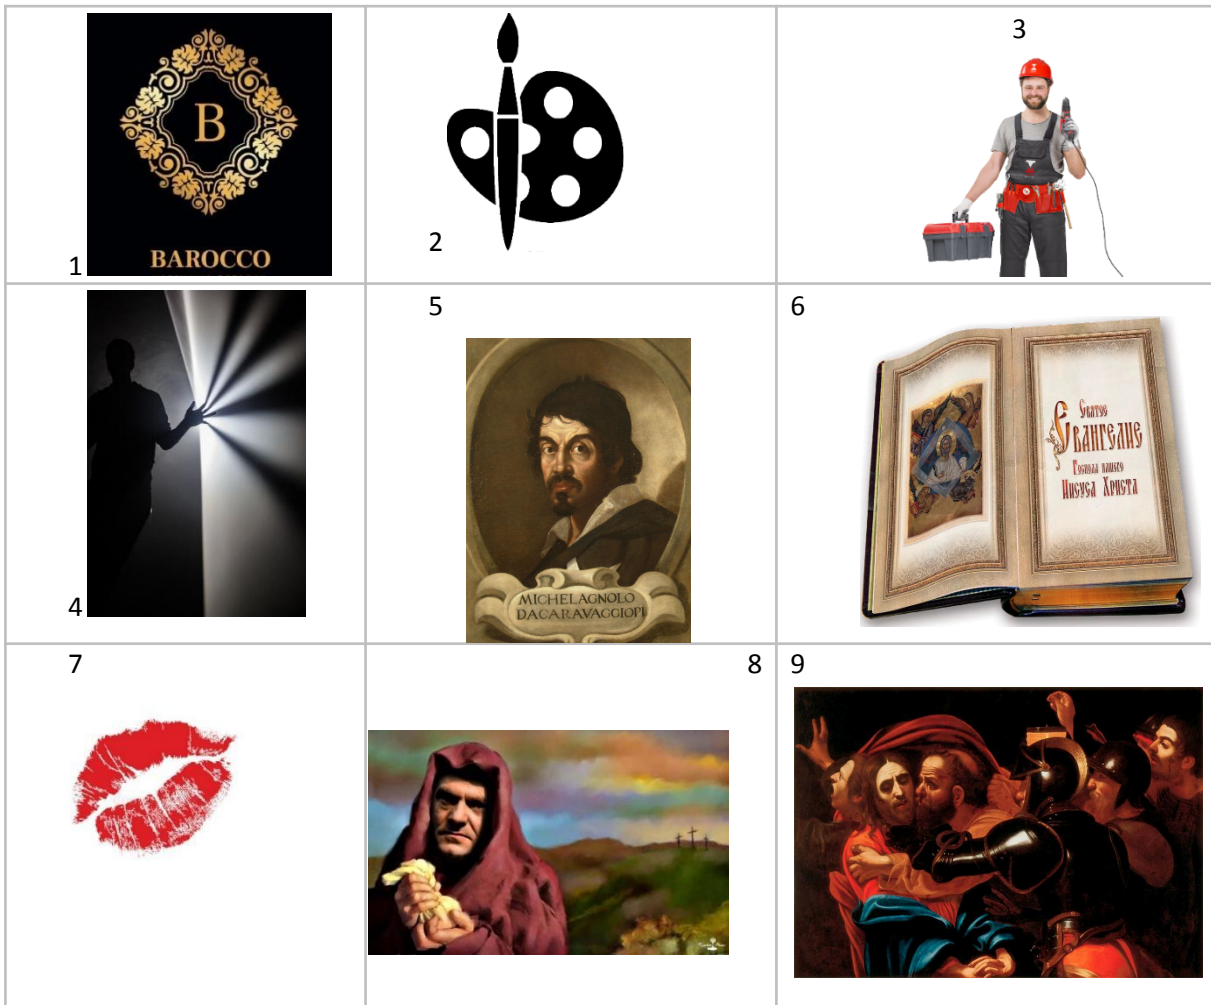 B
BAROCCO
1
2
3
4
5
MICHELAGNOLO
DACARAVAGGIOPI
6
Святое
Евангелие
Господа нашего
Иисуса Христа
7
8
9